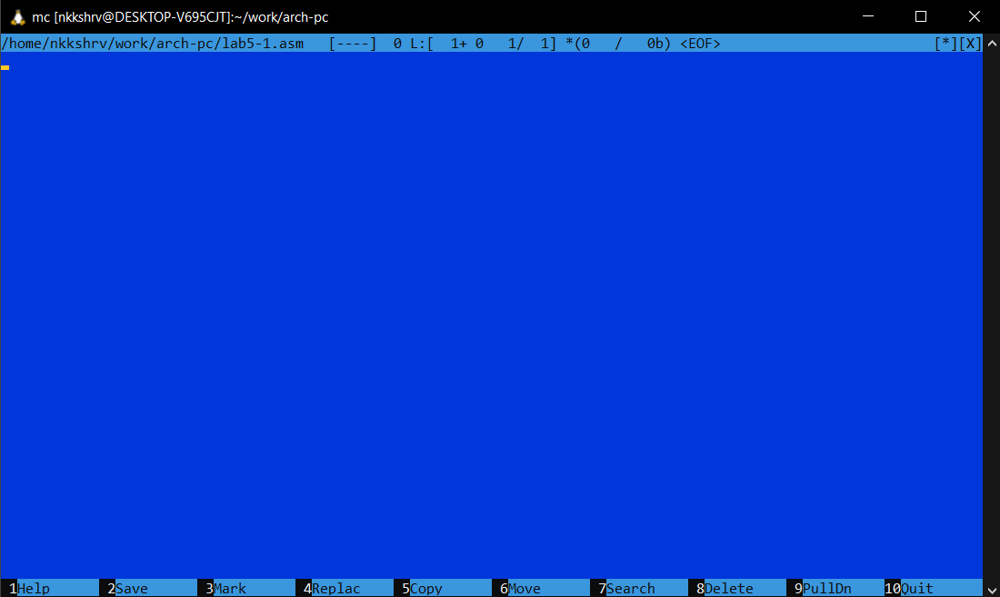 mc [nkkshrv@DESKTOP-V695CJT]:~/work/arch-pc
/home/nkkshrv/work/arch-pc/lab5-1.asm   [----]  0 L:[  1+ 0   1/  1] *(0   /   0b) <EOF>                          [*][X]
1Help 2Save 3Mark 4Replac 5Copy 6Move 7Search 8Delete 9PullDn 10Quit